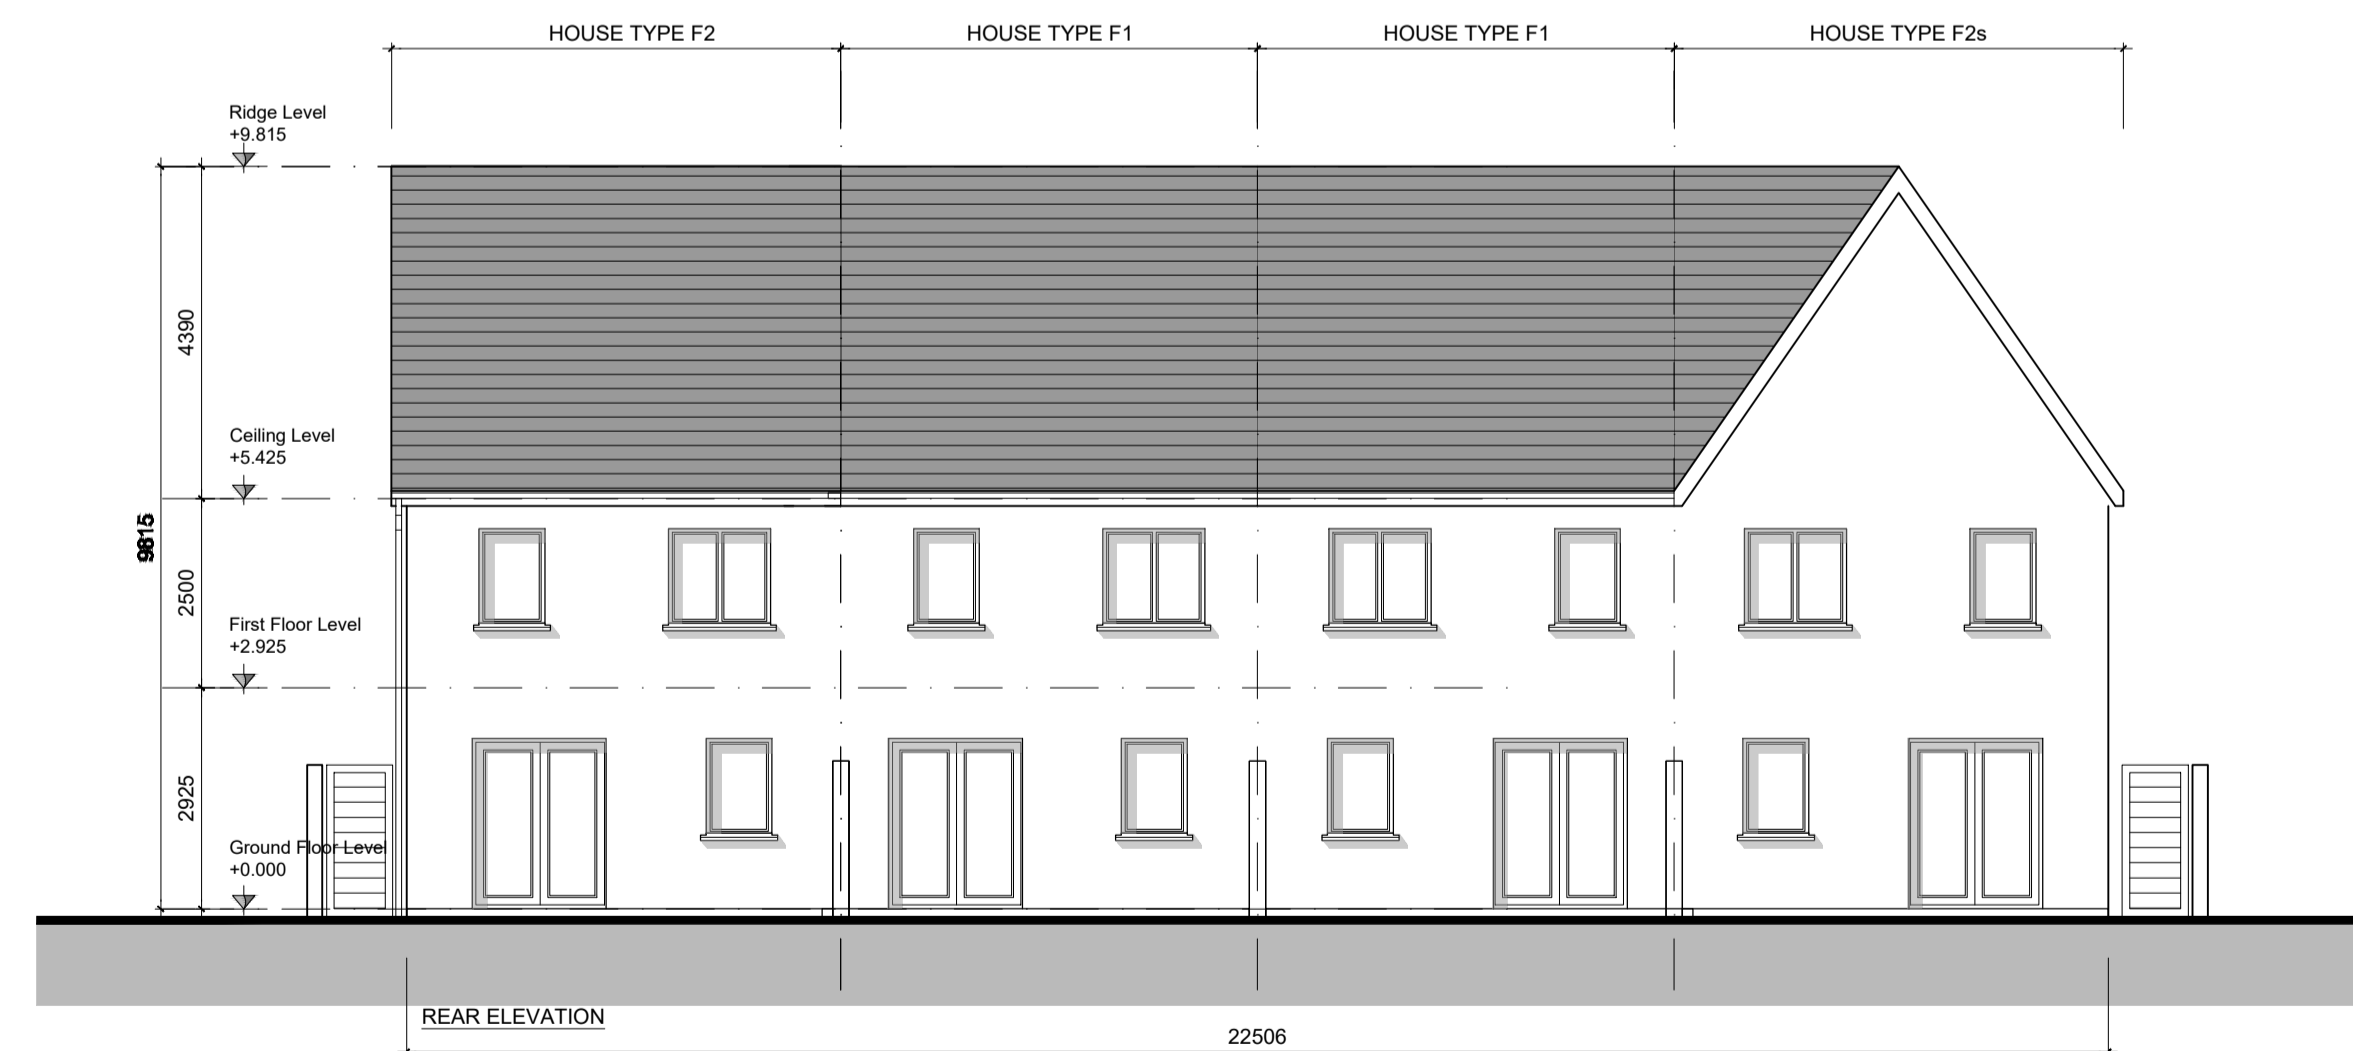 HOUSE TYPE F2
HOUSE TYPE F1
HOUSE TYPE F1
HOUSE TYPE F2s
Ridge Level
+9.815
4390
Ceiling Level
+5.425
2500
First Floor Level
+2.925
2925
Ground Floor Level
+0.000
REAR ELEVATION
22506